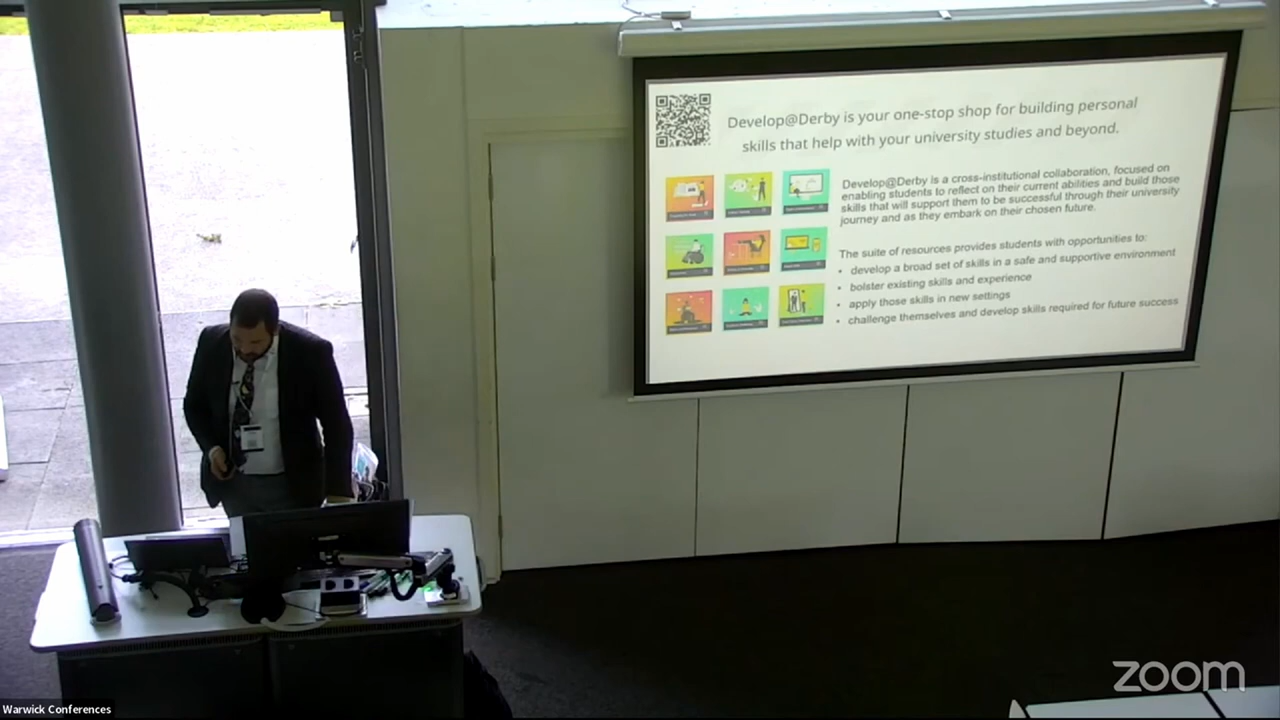 Develop@Derby is your one-stop shop for building personal
skills that help with your university studies and beyond.
Develop@Derby is a cross-institutional collaboration, focused on
enabling students to reflect on their current abilities and build those
skills that will support them to be successful through their university
journey and as they embark on their chosen future.
The suite of resources provides students with opportunities to:
• develop a broad set of skills in a safe and supportive environment
• bolster existing skills and experience
• apply those skills in new settings
• challenge themselves and develop skills required for future success
zoom
Warwick Conferences